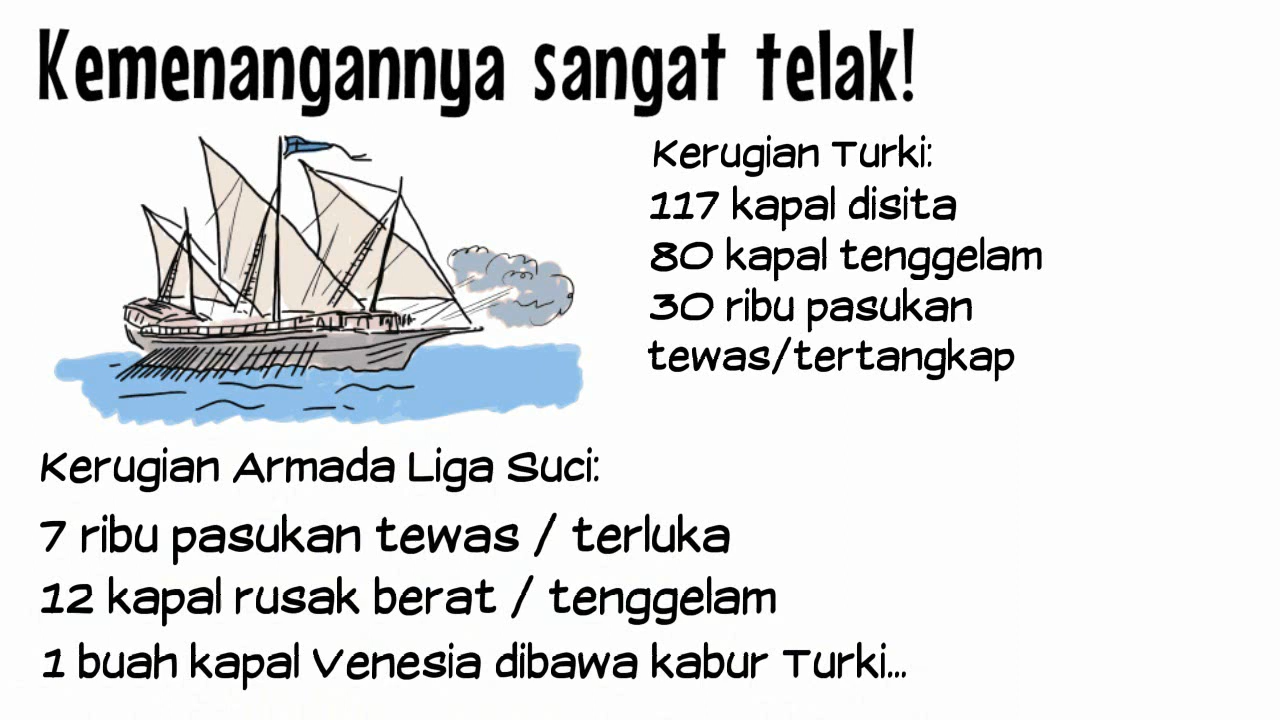 Kemenangannya sangat telak!
Kerugian Turki:
117 kapal disita
80 kapal tenggelam
30 ribu pasukan
tewas/tertangkap
Kerugian Armada Liga Suci:
7 ribu pasukan tewas / terluka
12 kapal rusak berat / tenggelam
1 buah kapal Venesia dibawa kabur Turki...